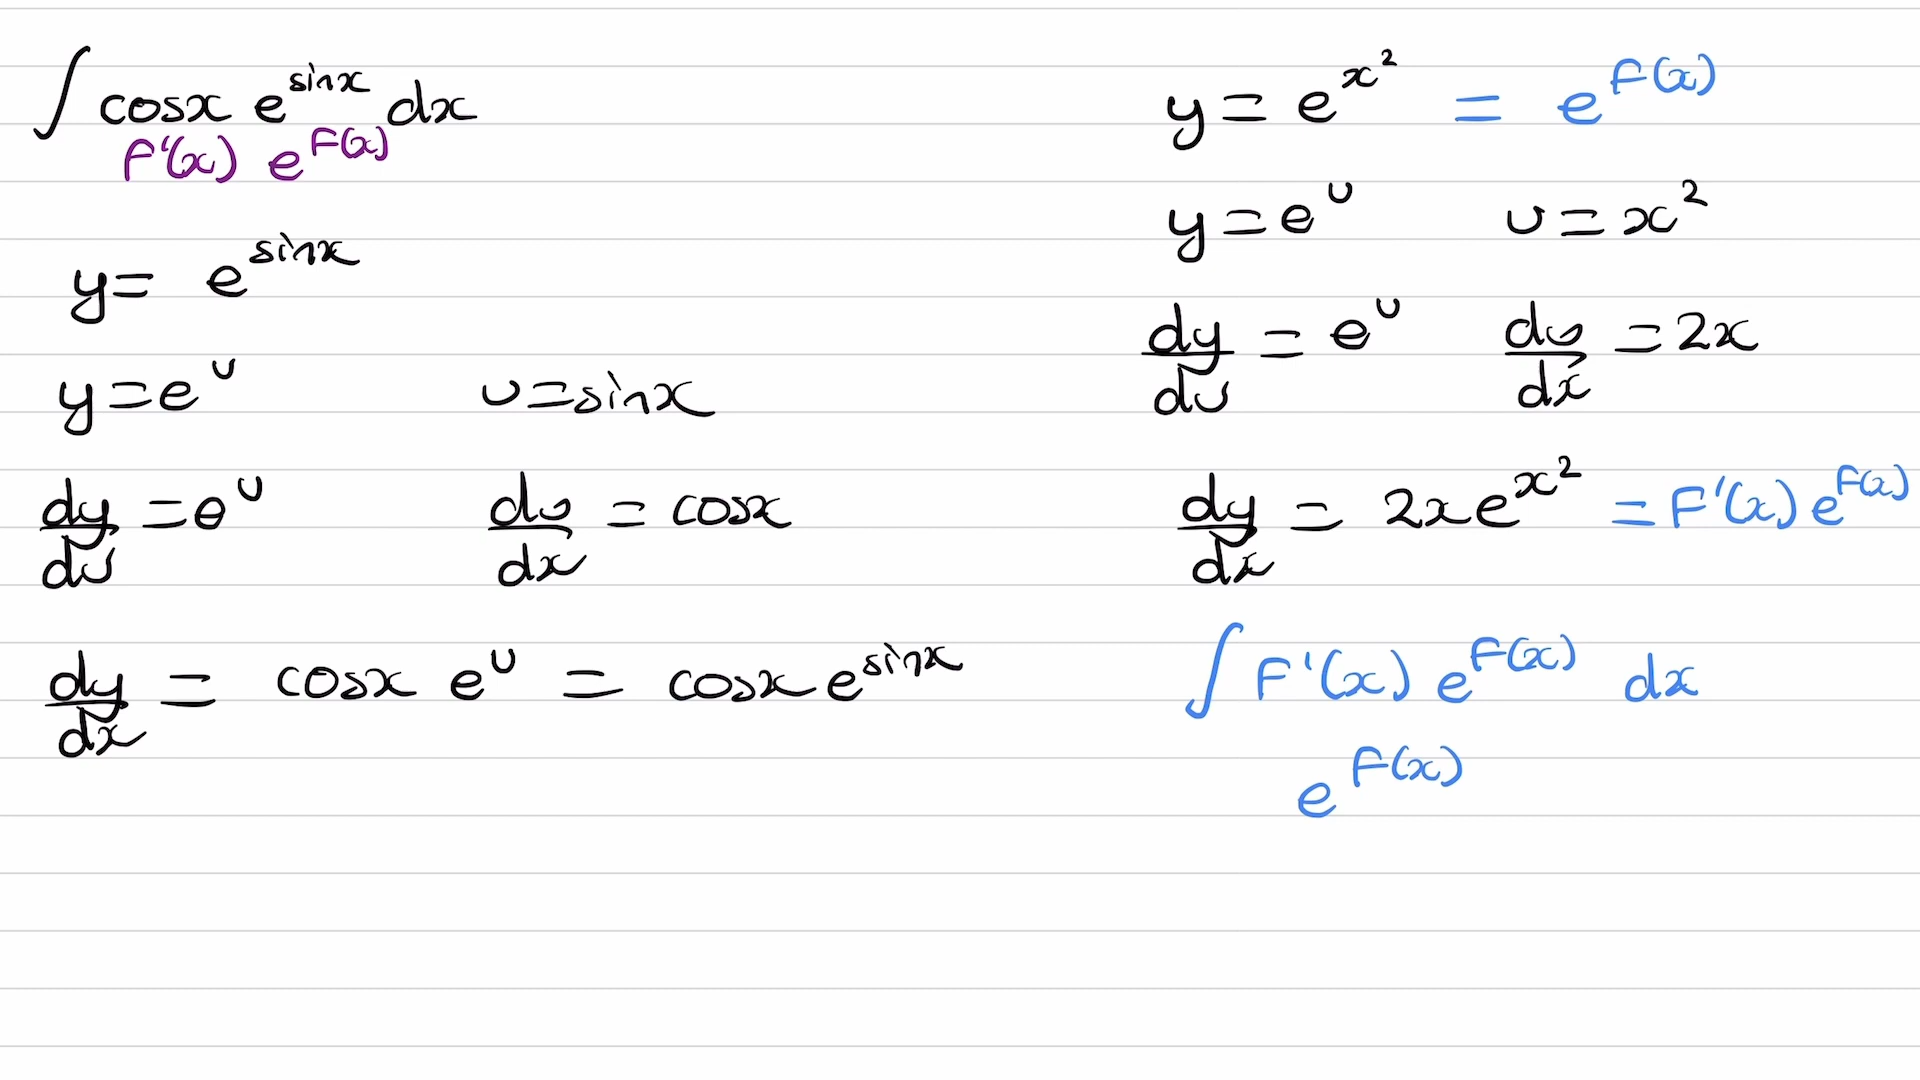 ∫ cosx e^{sinx} dx
f'(x) e^{f(x)}
y = e^{sinx}
y = e^u u = sinx
dy/du = e^u du/dx = cosx
dy/dx = cosx e^u = cosx e^{sinx}
y = e^{x²} = e^{f(x)}
y = e^u u = x²
dy/du = e^u du/dx = 2x
dy/dx = 2xe^{x²} = f'(x) e^{f(x)}
∫ f'(x) e^{f(x)} dx
e^{f(x)}